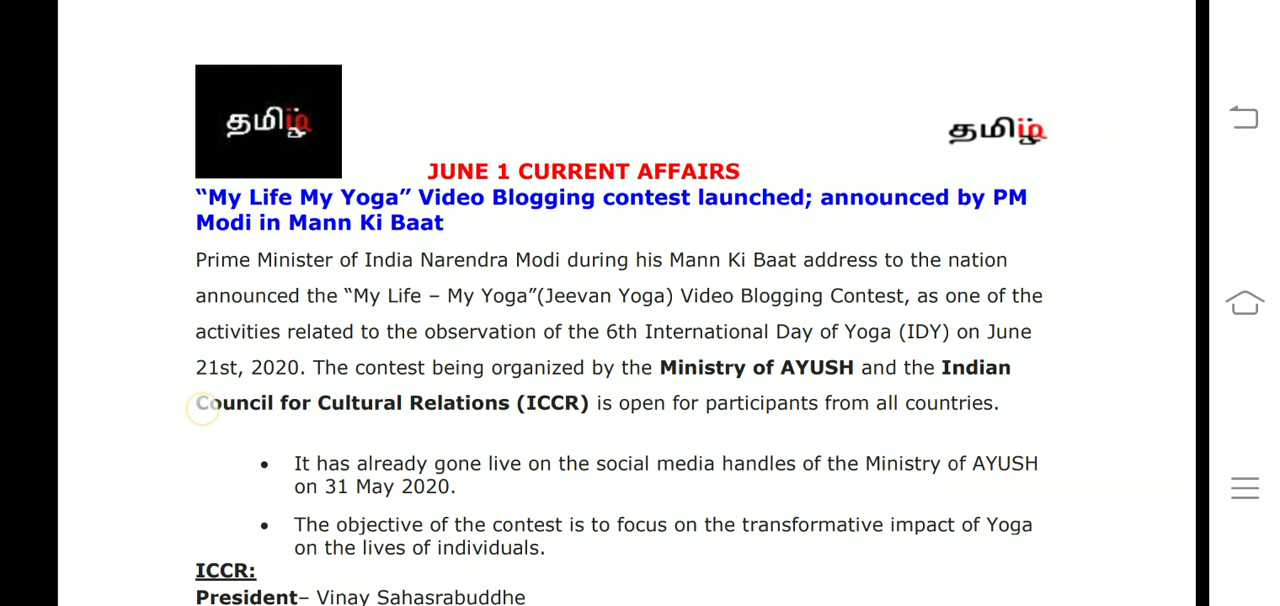 தமிழ்
தமிழ்
JUNE 1 CURRENT AFFAIRS
“My Life My Yoga” Video Blogging contest launched; announced by PM
Modi in Mann Ki Baat
Prime Minister of India Narendra Modi during his Mann Ki Baat address to the nation
announced the “My Life – My Yoga”(Jeevan Yoga) Video Blogging Contest, as one of the
activities related to the observation of the 6th International Day of Yoga (IDY) on June
21st, 2020. The contest being organized by the Ministry of AYUSH and the Indian
Council for Cultural Relations (ICCR) is open for participants from all countries.
• It has already gone live on the social media handles of the Ministry of AYUSH
on 31 May 2020.
• The objective of the contest is to focus on the transformative impact of Yoga
on the lives of individuals.
ICCR:
President– Vinay Sahasrabuddhe